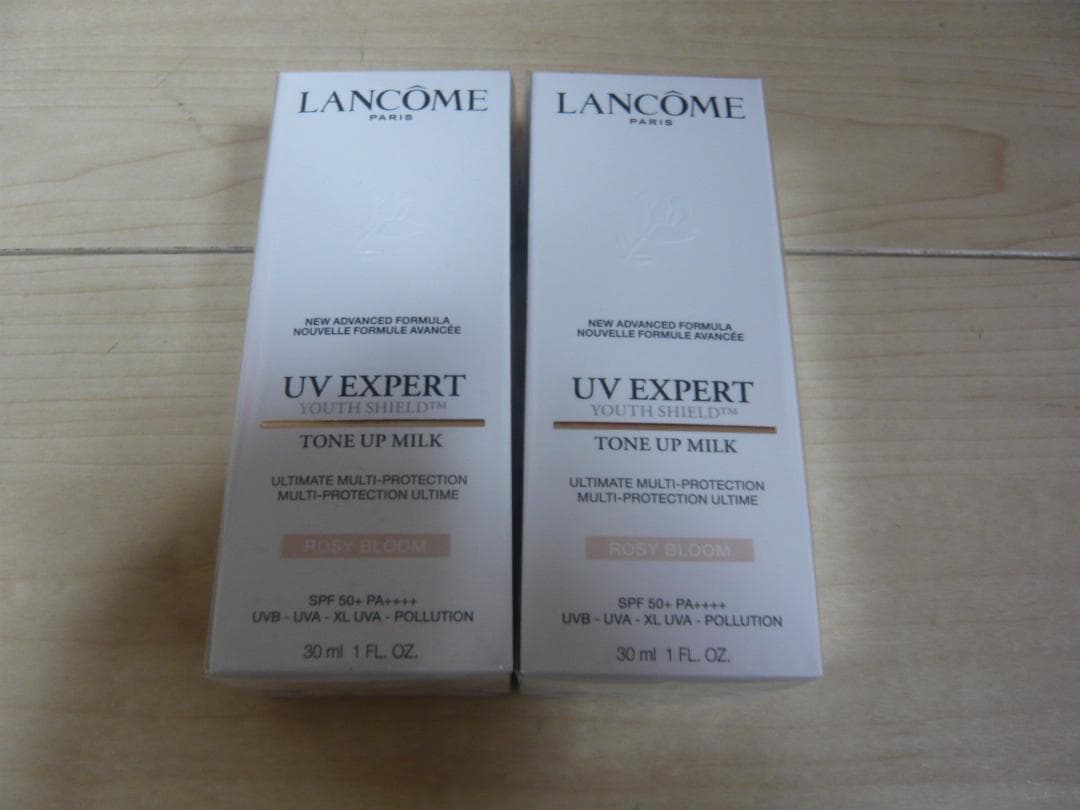 LANCÔME
PARIS
NEW ADVANCED FORMULA
NOUVELLE FORMULE AVANCÉE
UV EXPERT
YOUTH SHIELD™
TONE UP MILK
ULTIMATE MULTI-PROTECTION
MULTI-PROTECTION ULTIME
ROSY BLOOM
SPF 50+ PA++++
UVB - UVA - XL UVA - POLLUTION
30 ml 1 FL. OZ.
LANCÔME
PARIS
NEW ADVANCED FORMULA
NOUVELLE FORMULE AVANCÉE
UV EXPERT
YOUTH SHIELD™
TONE UP MILK
ULTIMATE MULTI-PROTECTION
MULTI-PROTECTION ULTIME
ROSY BLOOM
SPF 50+ PA++++
UVB - UVA - XL UVA - POLLUTION
30 ml 1 FL. OZ.